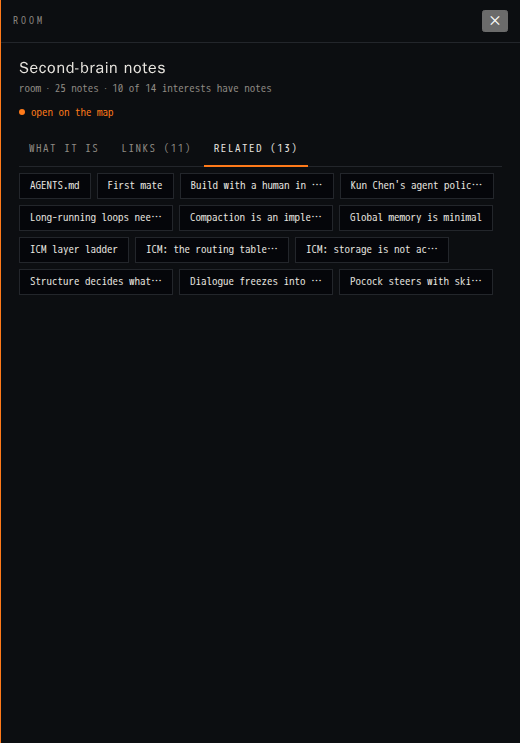 ROOM
Second-brain notes
room · 25 notes · 10 of 14 interests have notes
open on the map
WHAT IT IS LINKS (11) RELATED (13)
AGENTS.md First mate Build with a human in ··· Kun Chen's agent polic···
Long-running loops nee··· Compaction is an imple··· Global memory is minimal
ICM layer ladder ICM: the routing table··· ICM: storage is not ac···
Structure decides what··· Dialogue freezes into ··· Pocock steers with ski···